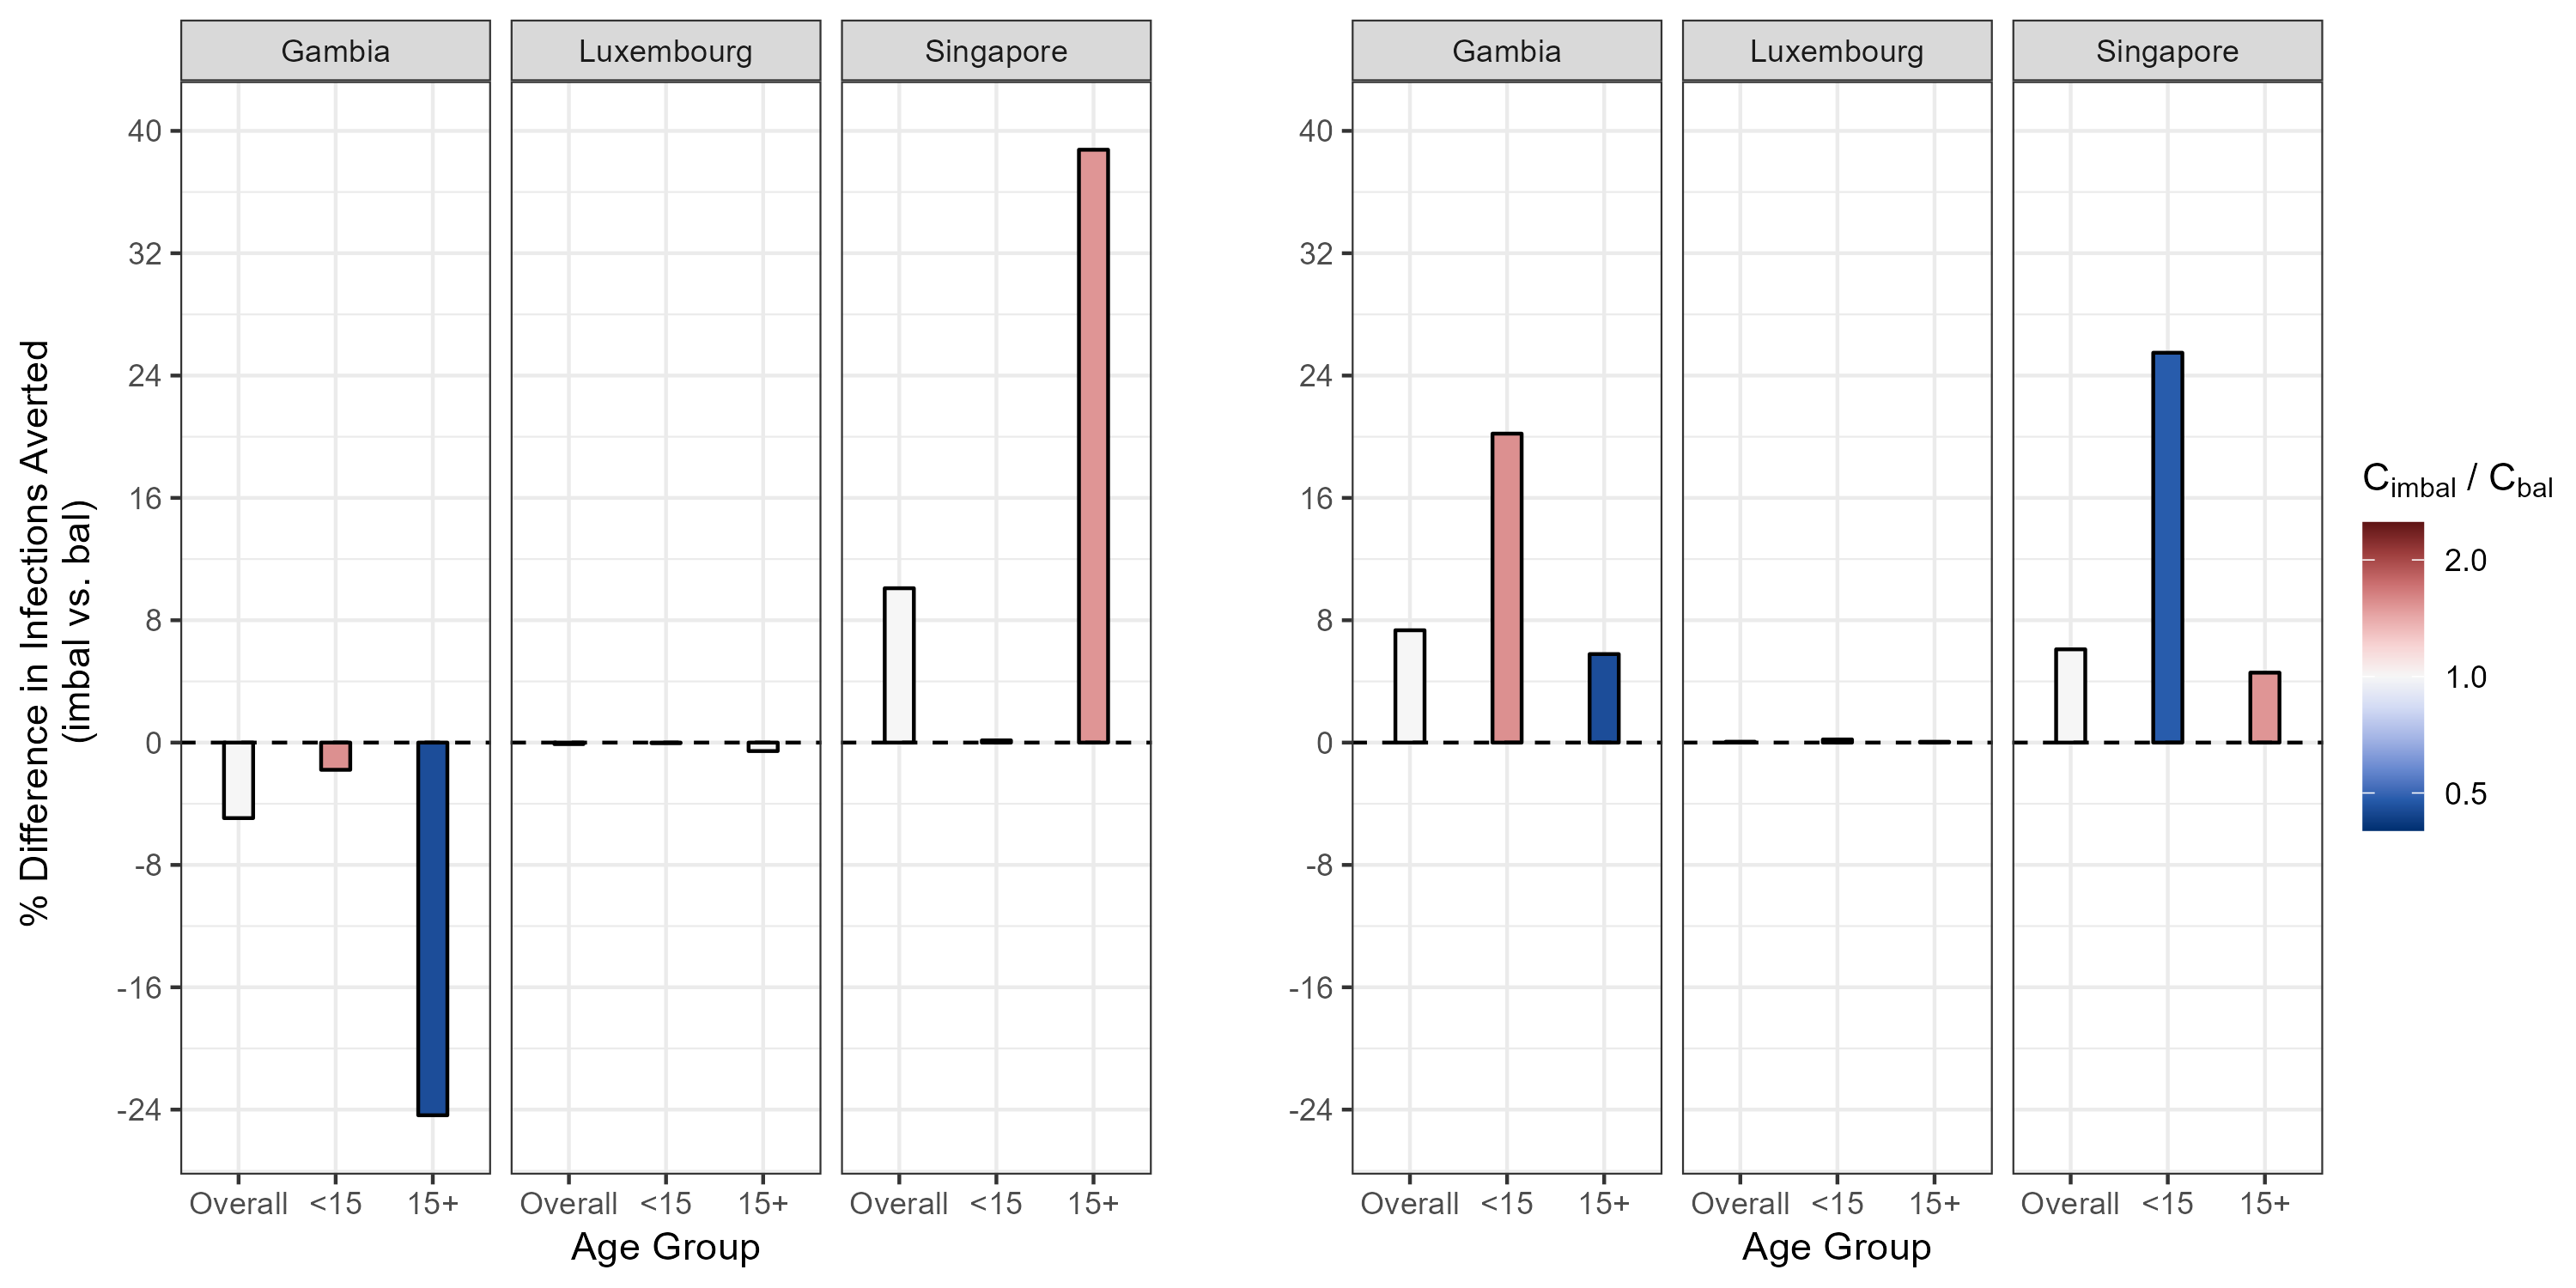 Gambia Luxembourg Singapore
Gambia Luxembourg Singapore
% Difference in Infections Averted
(imbal vs. bal)
40
32
24
16
8
0
-8
-16
-24
40
32
24
16
8
0
-8
-16
-24
Overall <15 15+ Overall <15 15+ Overall <15 15+
Overall <15 15+ Overall <15 15+ Overall <15 15+
Age Group
Age Group
Cimbal / Cbal
2.0
1.0
0.5